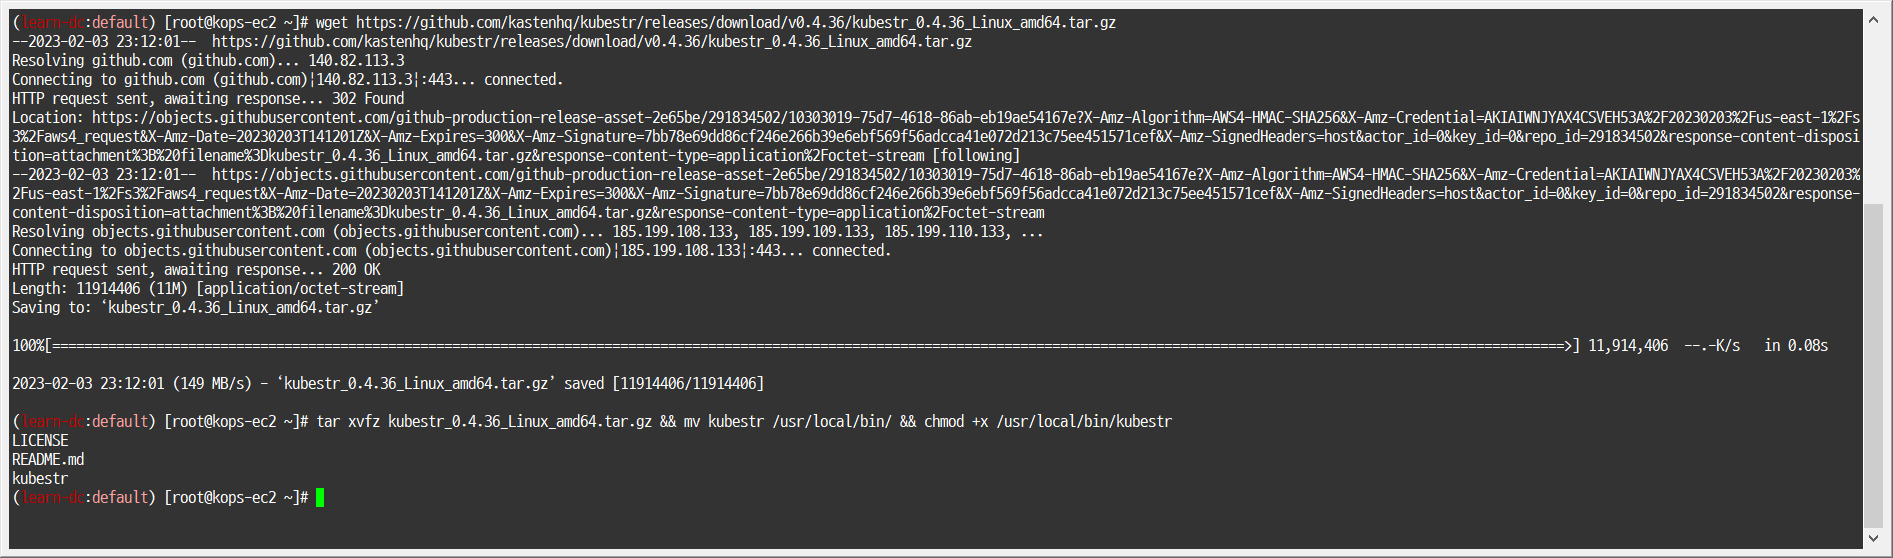 (learn-dc:default) [root@kops-ec2 ~]# wget https://github.com/kastenhq/kubestr/releases/download/v0.4.36/kubestr_0.4.36_Linux_amd64.tar.gz
--2023-02-03 23:12:01--  https://github.com/kastenhq/kubestr/releases/download/v0.4.36/kubestr_0.4.36_Linux_amd64.tar.gz
Resolving github.com (github.com)... 140.82.113.3
Connecting to github.com (github.com)|140.82.113.3|:443... connected.
HTTP request sent, awaiting response... 302 Found
Location: https://objects.githubusercontent.com/github-production-release-asset-2e65be/291834502/10303019-75d7-4618-86ab-eb19ae54167e?X-Amz-Algorithm=AWS4-HMAC-SHA256&X-Amz-Credential=AKIAIWNJYAX4CSVEH53A%2F20230203%2Fus-east-1%2Fs
3%2Faws4_request&X-Amz-Date=20230203T141201Z&X-Amz-Expires=300&X-Amz-Signature=7bb78e69dd86cf246e266b39e6ebf569f56adcca41e072d213c75ee451571cef&X-Amz-SignedHeaders=host&actor_id=0&key_id=0&repo_id=291834502&response-content-disposi
tion=attachment%3B%20filename%3Dkubestr_0.4.36_Linux_amd64.tar.gz&response-content-type=application%2Foctet-stream [following]
--2023-02-03 23:12:01--  https://objects.githubusercontent.com/github-production-release-asset-2e65be/291834502/10303019-75d7-4618-86ab-eb19ae54167e?X-Amz-Algorithm=AWS4-HMAC-SHA256&X-Amz-Credential=AKIAIWNJYAX4CSVEH53A%2F20230203%
2Fus-east-1%2Fs3%2Faws4_request&X-Amz-Date=20230203T141201Z&X-Amz-Expires=300&X-Amz-Signature=7bb78e69dd86cf246e266b39e6ebf569f56adcca41e072d213c75ee451571cef&X-Amz-SignedHeaders=host&actor_id=0&key_id=0&repo_id=291834502&response-
content-disposition=attachment%3B%20filename%3Dkubestr_0.4.36_Linux_amd64.tar.gz&response-content-type=application%2Foctet-stream
Resolving objects.githubusercontent.com (objects.githubusercontent.com)... 185.199.108.133, 185.199.109.133, 185.199.110.133, ...
Connecting to objects.githubusercontent.com (objects.githubusercontent.com)|185.199.108.133|:443... connected.
HTTP request sent, awaiting response... 200 OK
Length: 11914406 (11M) [application/octet-stream]
Saving to: ‘kubestr_0.4.36_Linux_amd64.tar.gz’
100%[=============================================================================================================================================================================================>] 11,914,406  --.-K/s   in 0.08s
2023-02-03 23:12:01 (149 MB/s) - ‘kubestr_0.4.36_Linux_amd64.tar.gz’ saved [11914406/11914406]
(learn-dc:default) [root@kops-ec2 ~]# tar xvfz kubestr_0.4.36_Linux_amd64.tar.gz && mv kubestr /usr/local/bin/ && chmod +x /usr/local/bin/kubestr
LICENSE
README.md
kubestr
(learn-dc:default) [root@kops-ec2 ~]#